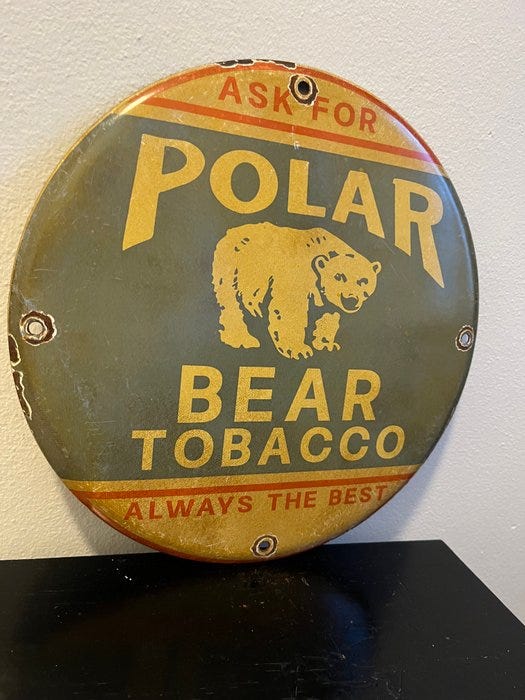 ASK FOR
POLAR
BEAR
TOBACCO
ALWAYS THE BEST